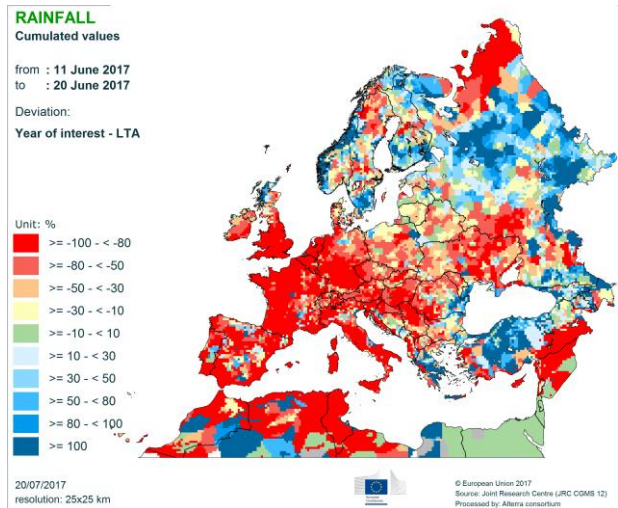 RAINFALL
Cumulated values
from : 11 June 2017
to : 20 June 2017
Deviation:
Year of interest - LTA
Unit: %
>= -100 - < -80
>= -80 - < -50
>= -50 - < -30
>= -30 - < -10
>= -10 - < 10
>= 10 - < 30
>= 30 - < 50
>= 50 - < 80
>= 80 - < 100
>= 100
20/07/2017
resolution: 25x25 km
© European Union 2017
Source: Joint Research Centre (JRC CGMS 12)
Processed by: Alterra consortium